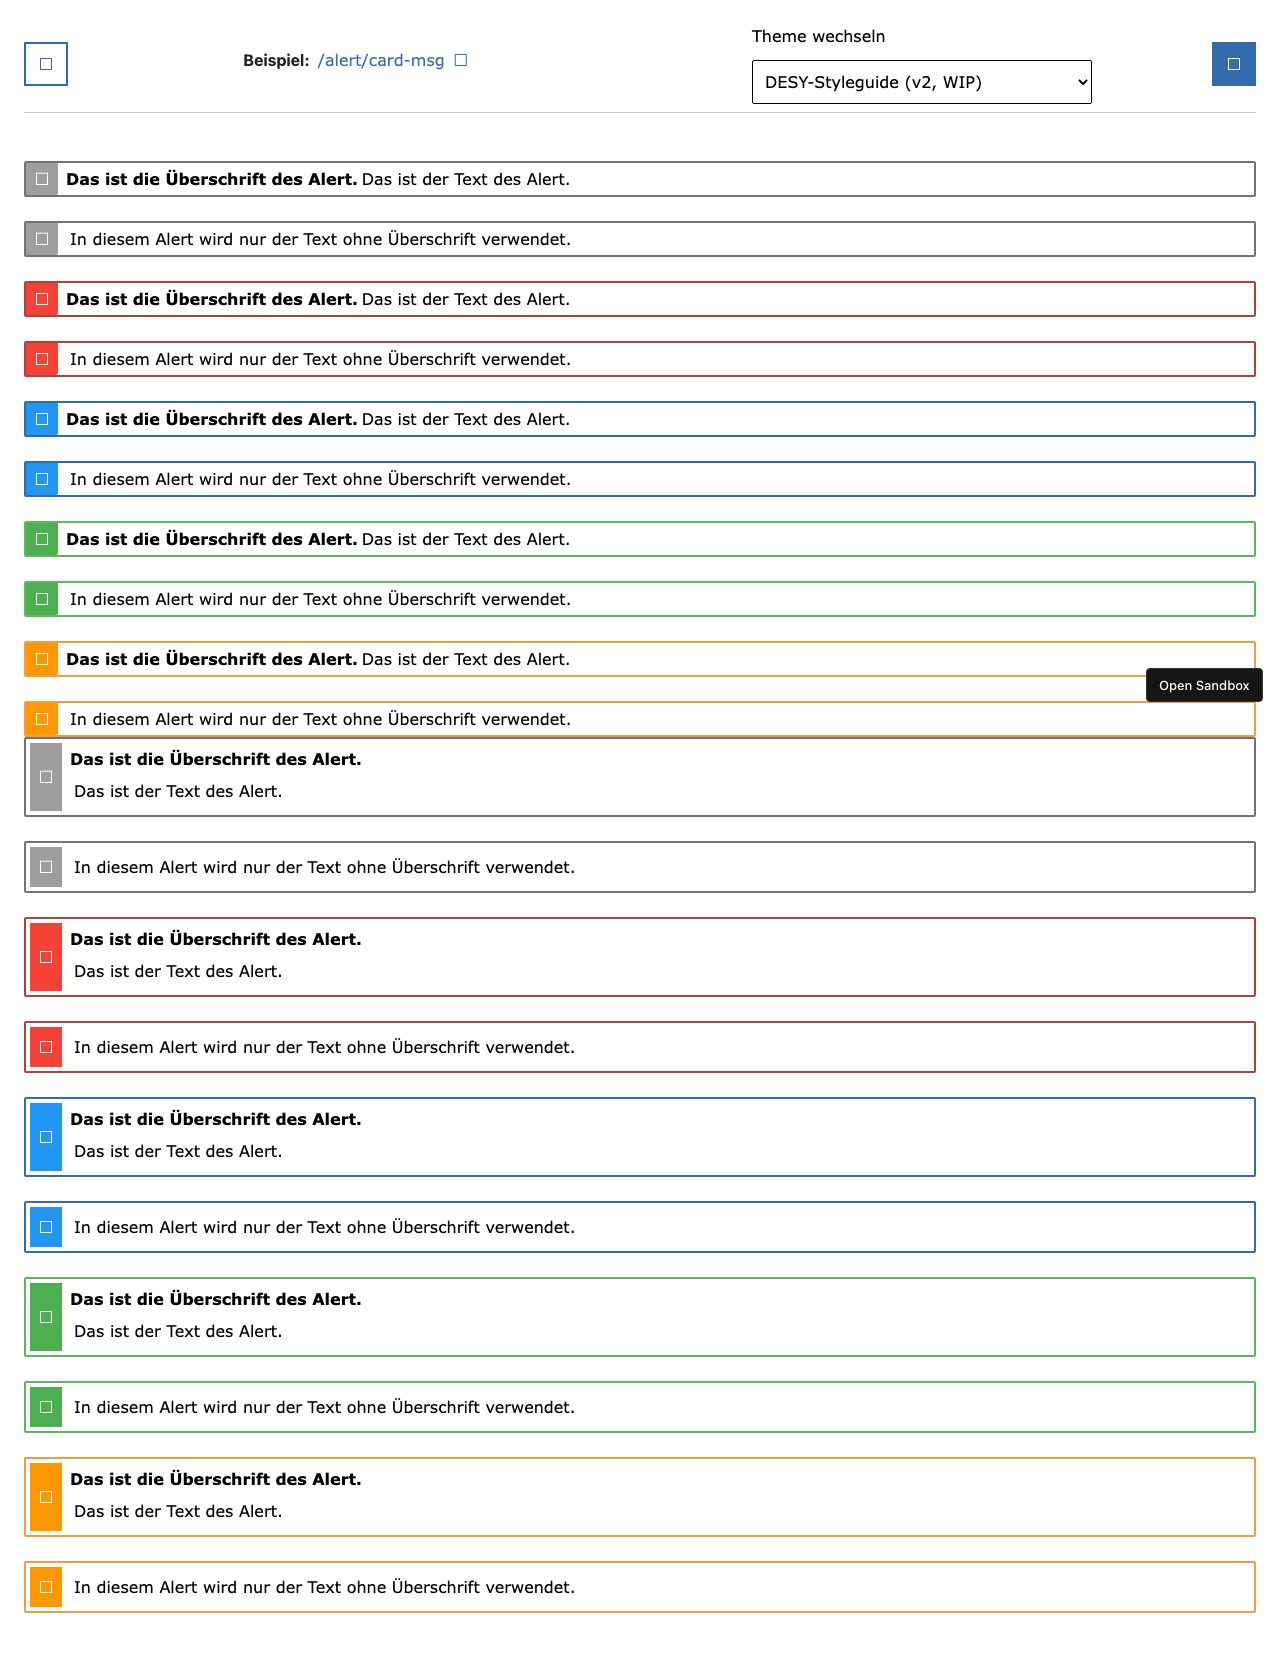 Theme wechseln
Beispiel: /alert/card-msg
DESY-Styleguide (v2, WIP)
Das ist die Überschrift des Alert. Das ist der Text des Alert.
In diesem Alert wird nur der Text ohne Überschrift verwendet.
Das ist die Überschrift des Alert. Das ist der Text des Alert.
In diesem Alert wird nur der Text ohne Überschrift verwendet.
Das ist die Überschrift des Alert. Das ist der Text des Alert.
In diesem Alert wird nur der Text ohne Überschrift verwendet.
Das ist die Überschrift des Alert. Das ist der Text des Alert.
In diesem Alert wird nur der Text ohne Überschrift verwendet.
Das ist die Überschrift des Alert. Das ist der Text des Alert.
Open Sandbox
In diesem Alert wird nur der Text ohne Überschrift verwendet.
Das ist die Überschrift des Alert.
Das ist der Text des Alert.
In diesem Alert wird nur der Text ohne Überschrift verwendet.
Das ist die Überschrift des Alert.
Das ist der Text des Alert.
In diesem Alert wird nur der Text ohne Überschrift verwendet.
Das ist die Überschrift des Alert.
Das ist der Text des Alert.
In diesem Alert wird nur der Text ohne Überschrift verwendet.
Das ist die Überschrift des Alert.
Das ist der Text des Alert.
In diesem Alert wird nur der Text ohne Überschrift verwendet.
Das ist die Überschrift des Alert.
Das ist der Text des Alert.
In diesem Alert wird nur der Text ohne Überschrift verwendet.